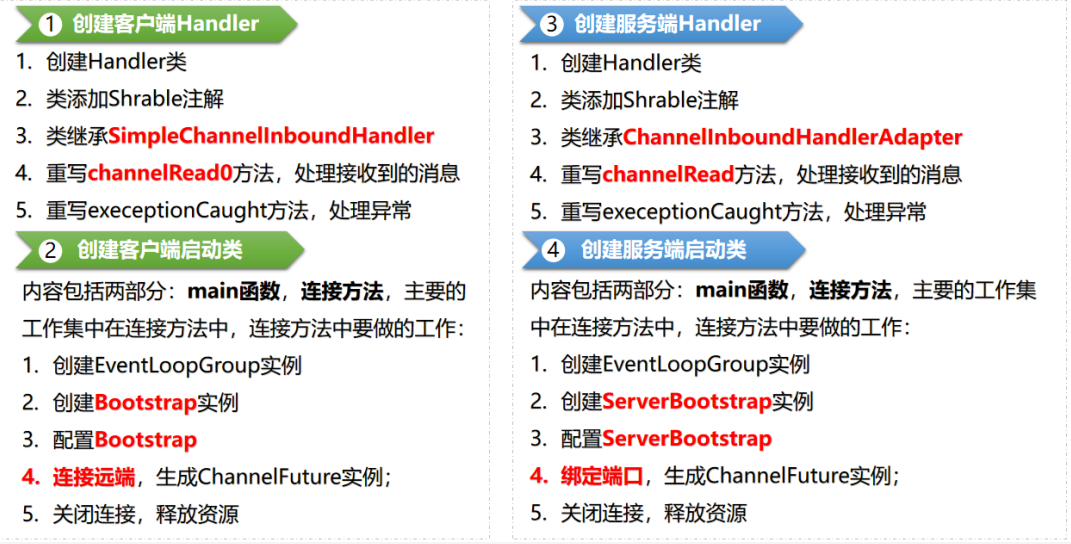 ① 创建客户端Handler
1. 创建Handler类
2. 类添加Shrable注解
3. 类继承SimpleChannelInboundHandler
4. 重写channelRead0方法，处理接收到的消息
5. 重写execeptionCaught方法，处理异常
② 创建客户端启动类
内容包括两部分：main函数，连接方法，主要的
工作集中在连接方法中，连接方法中要做的工作：
1. 创建EventLoopGroup实例
2. 创建Bootstrap实例
3. 配置Bootstrap
4. 连接远端，生成ChannelFuture实例；
5. 关闭连接，释放资源
③ 创建服务端Handler
1. 创建Handler类
2. 类添加Shrable注解
3. 类继承ChannelInboundHandlerAdapter
4. 重写channelRead方法，处理接收到的消息
5. 重写execeptionCaught方法，处理异常
④ 创建服务端启动类
内容包括两部分：main函数，连接方法，主要的工作集
中在连接方法中，连接方法中要做的工作：
1. 创建EventLoopGroup实例
2. 创建ServerBootstrap实例
3. 配置ServerBootstrap
4. 绑定端口，生成ChannelFuture实例；
5. 关闭连接，释放资源